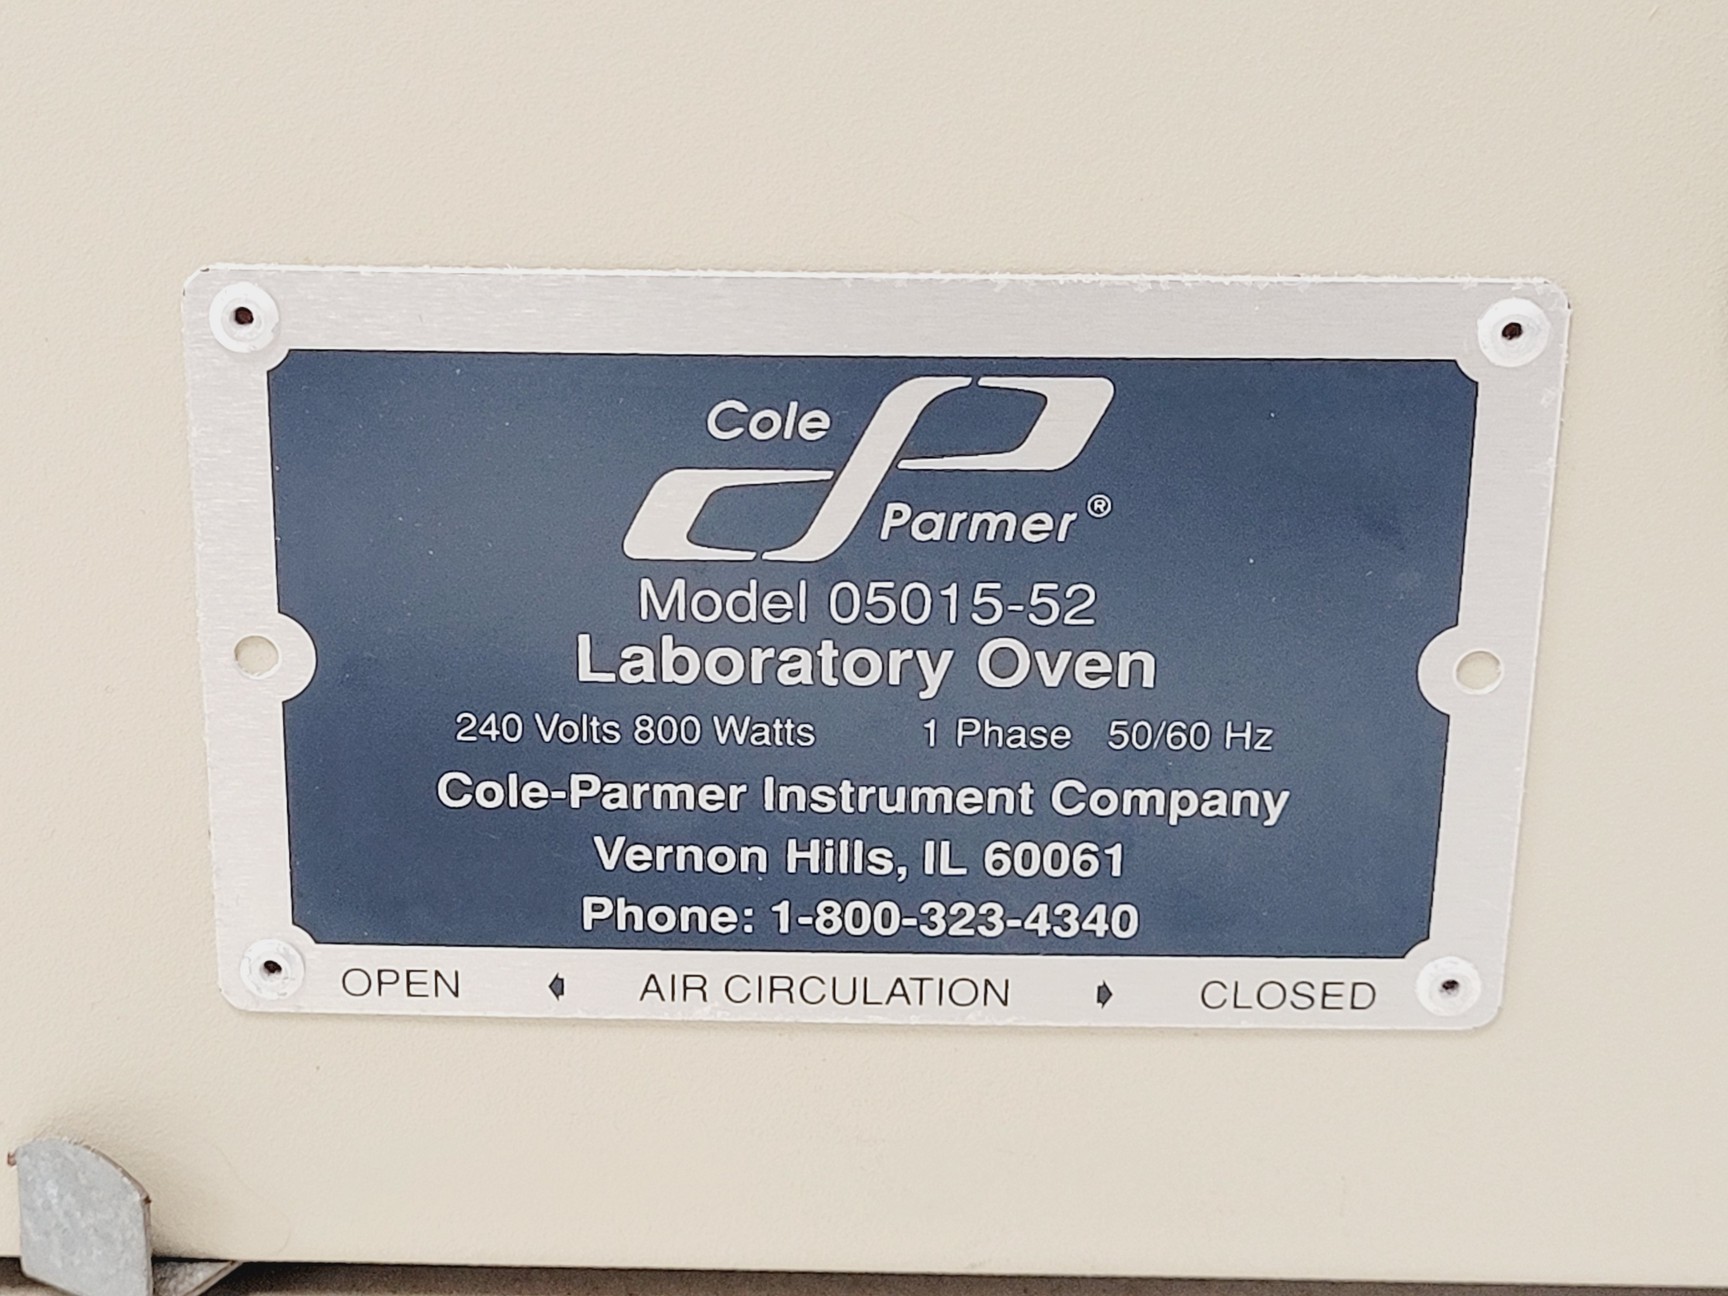 Cole
Parmer®
Model 05015-52
Laboratory Oven
240 Volts 800 Watts 1 Phase 50/60 Hz
Cole-Parmer Instrument Company
Vernon Hills, IL 60061
Phone: 1-800-323-4340
OPEN AIR CIRCULATION CLOSED